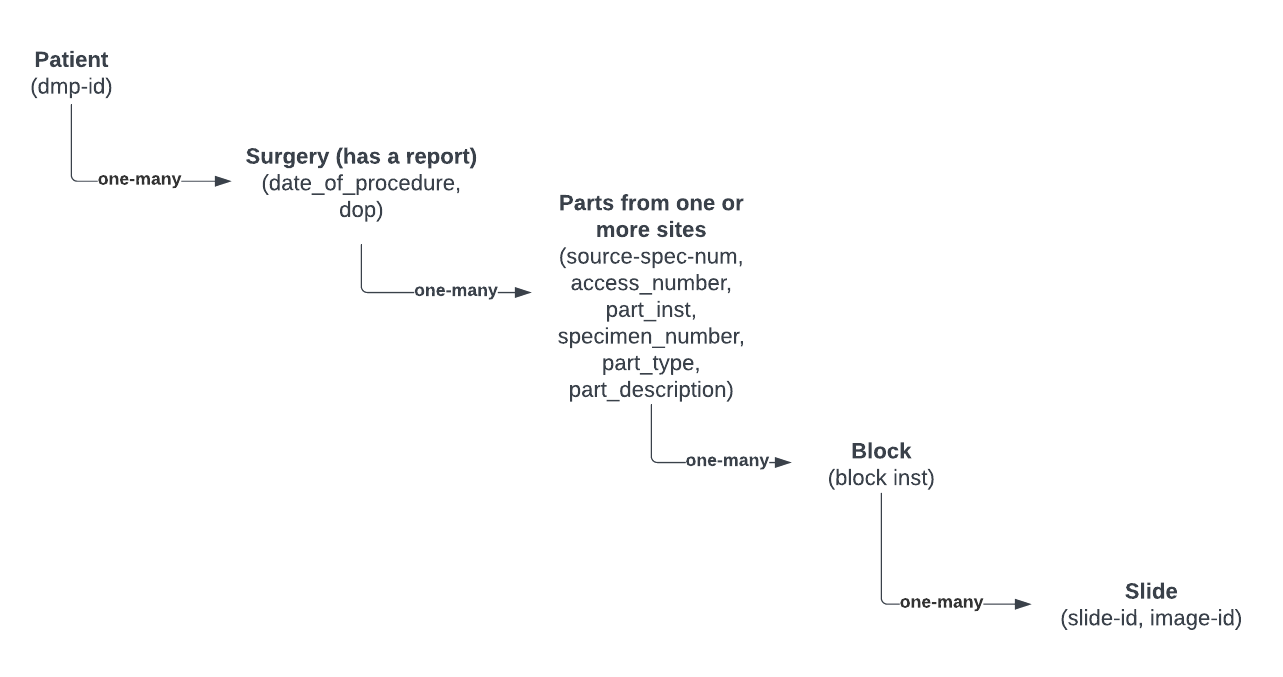 Patient
(dmp-id)
one-many
Surgery (has a report)
(date_of_procedure,
dop)
one-many
Parts from one or
more sites
(source-spec-num,
access_number,
part_inst,
specimen_number,
part_type,
part_description)
one-many
Block
(block inst)
one-many
Slide
(slide-id, image-id)